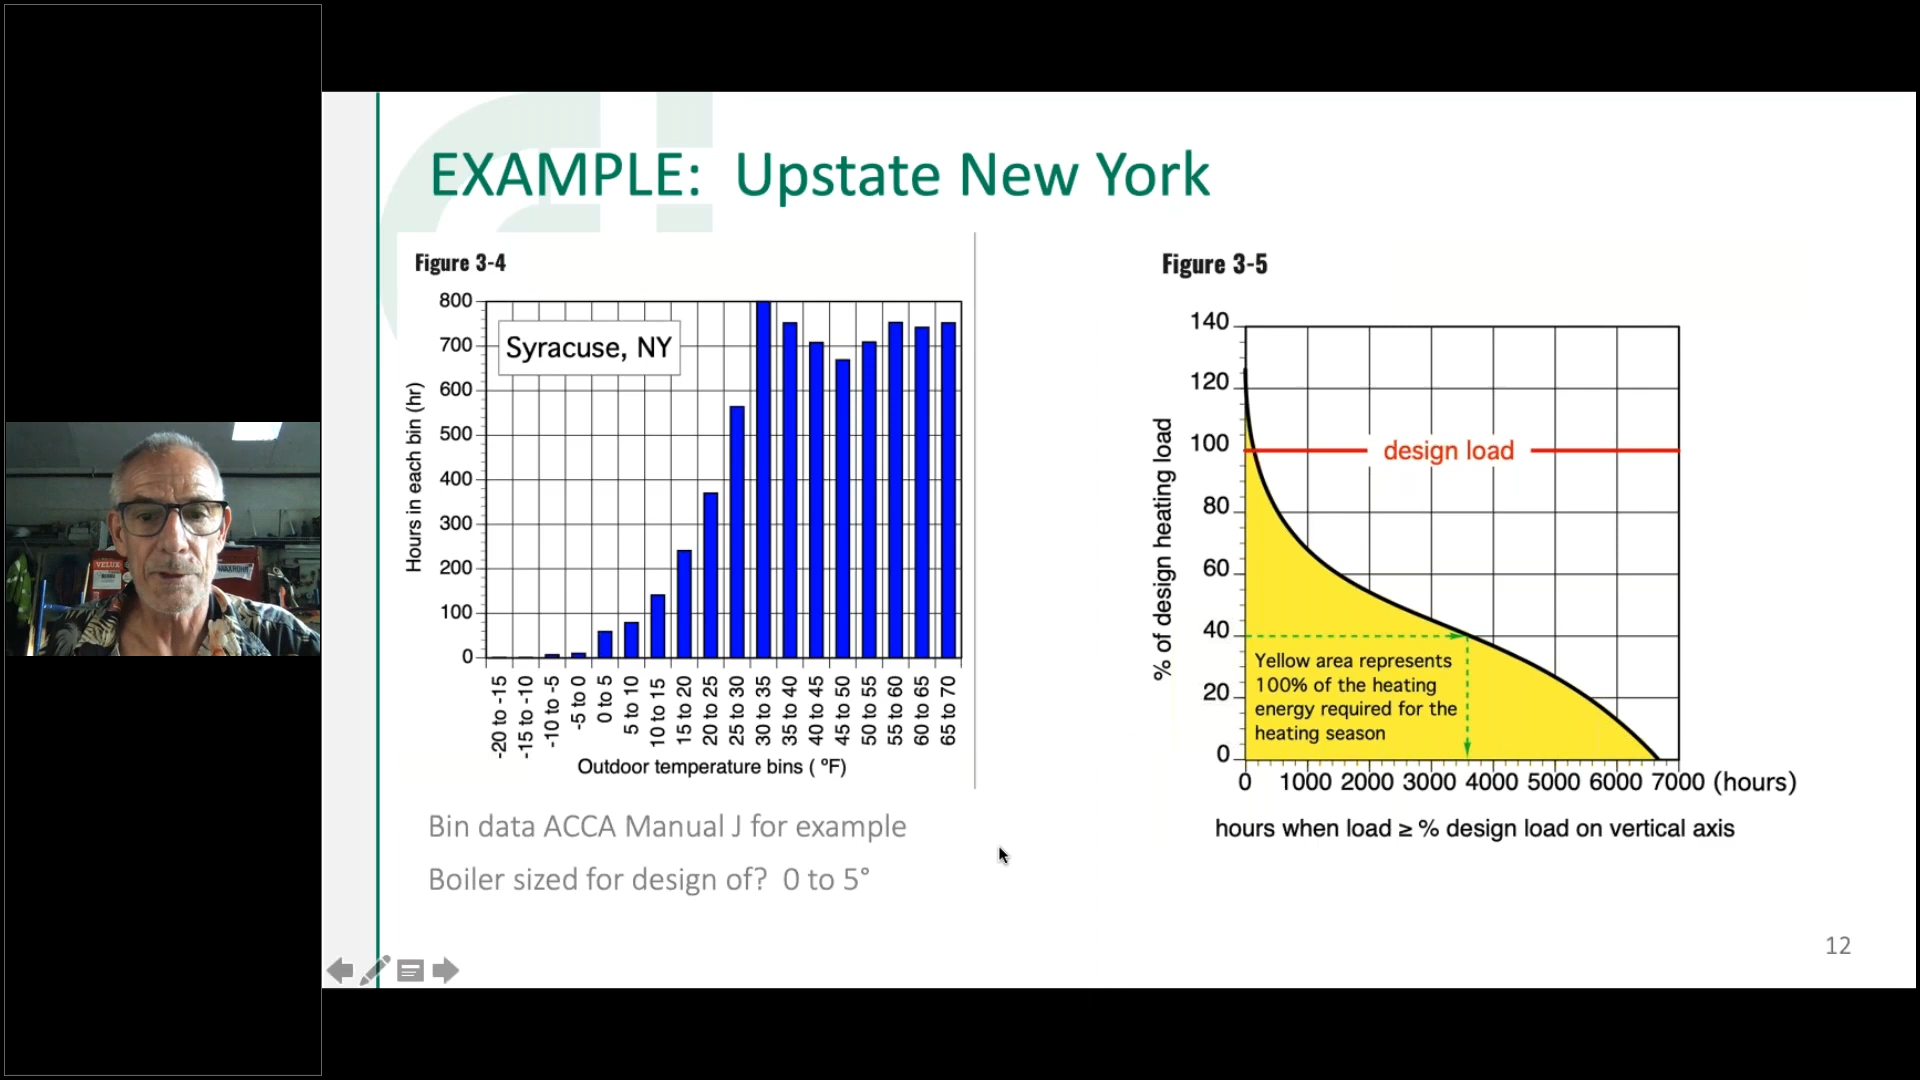 EXAMPLE:  Upstate New York
Figure 3-4
800
700
600
500
400
300
200
100
0
Hours in each bin (hr)
Syracuse, NY
-20 to -15
-15 to -10
-10 to -5
-5 to 0
0 to 5
5 to 10
10 to 15
15 to 20
20 to 25
25 to 30
30 to 35
35 to 40
40 to 45
45 to 50
50 to 55
55 to 60
60 to 65
65 to 70
Outdoor temperature bins ( °F)
Bin data ACCA Manual J for example
Boiler sized for design of?  0 to 5°
Figure 3-5
140
120
100
80
60
40
20
0
% of design heating load
design load
Yellow area represents
100% of the heating
energy required for the
heating season
0 1000 2000 3000 4000 5000 6000 7000 (hours)
hours when load ≥ % design load on vertical axis
12
VELUX